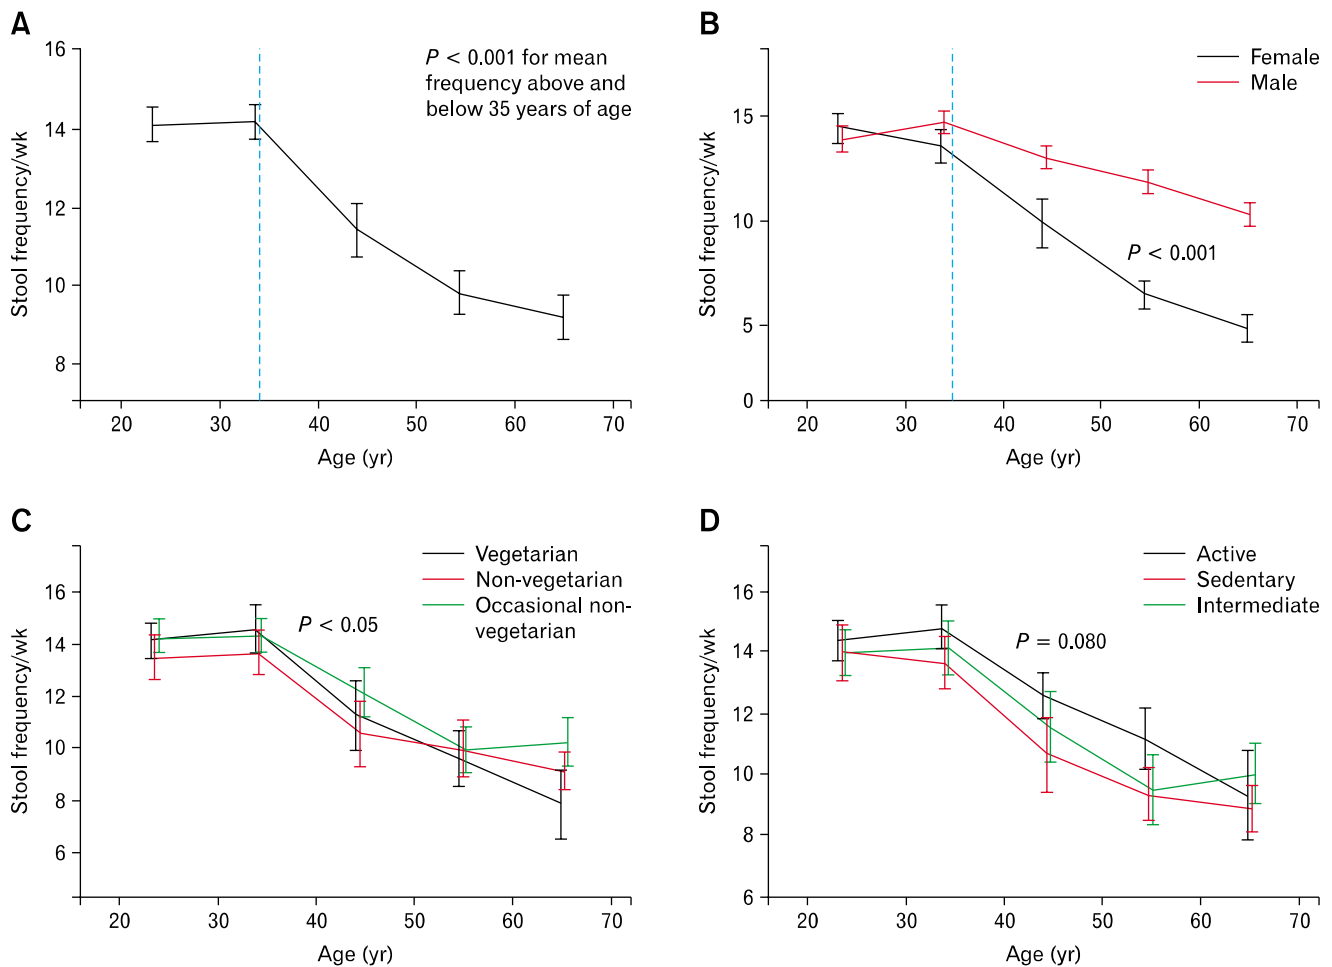 A
P < 0.001 for mean
frequency above and
below 35 years of age
Stool frequency/wk
16
14
12
10
8
20 30 40 50 60 70
Age (yr)
B
Female
Male
P < 0.001
Stool frequency/wk
15
10
5
0
20 30 40 50 60 70
Age (yr)
C
Vegetarian
Non-vegetarian
Occasional non-
vegetarian
P < 0.05
Stool frequency/wk
16
14
12
10
8
6
20 30 40 50 60 70
Age (yr)
D
Active
Sedentary
Intermediate
P = 0.080
Stool frequency/wk
16
14
12
10
8
6
20 30 40 50 60 70
Age (yr)